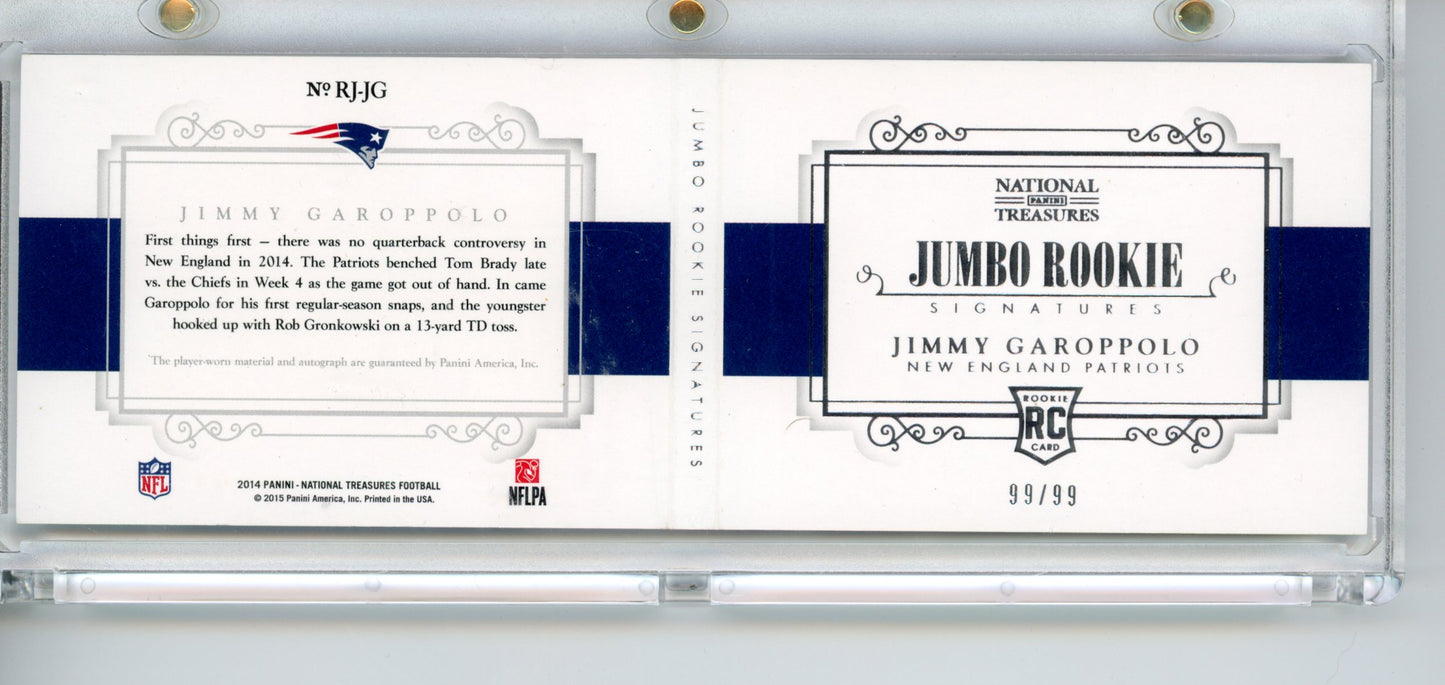 Nº RJ-JG
JIMMY GAROPPOLO
First things first – there was no quarterback controversy in
New England in 2014. The Patriots benched Tom Brady late
vs. the Chiefs in Week 4 as the game got out of hand. In came
Garoppolo for his first regular-season snaps, and the youngster
hooked up with Rob Gronkowski on a 13-yard TD toss.
*The player-worn material and autograph are guaranteed by Panini America, Inc.
NFL
2014 PANINI - NATIONAL TREASURES FOOTBALL
© 2015 Panini America, Inc. Printed in the USA.
NFLPA
JUMBO ROOKIE SIGNATURES
NATIONAL
PANINI
TREASURES
JUMBO ROOKIE
SIGNATURES
JIMMY GAROPPOLO
NEW ENGLAND PATRIOTS
ROOKIE
RC
CARD
99/99